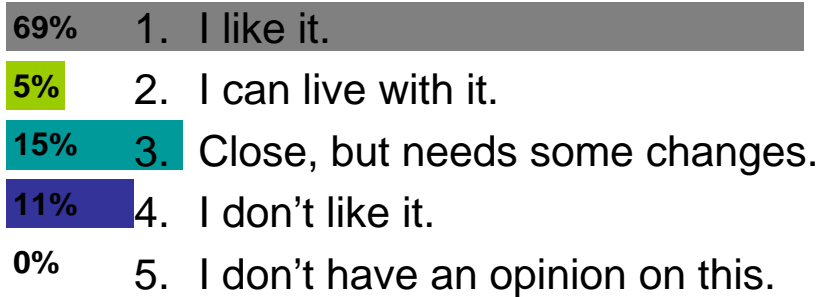 69% 1. I like it.
5% 2. I can live with it.
15% 3. Close, but needs some changes.
11% 4. I don’t like it.
0% 5. I don’t have an opinion on this.